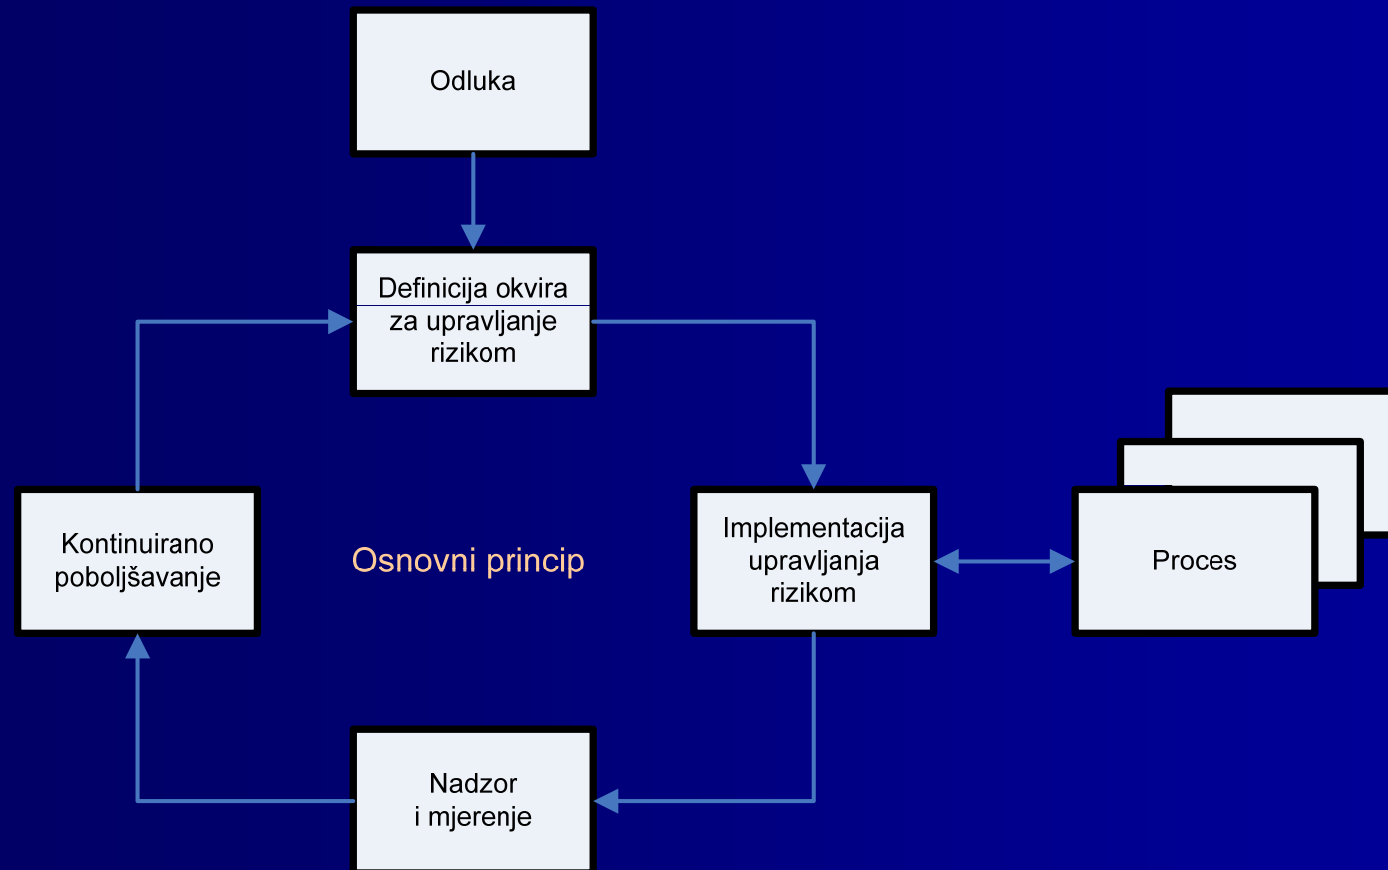 Odluka
Definicija okvira
za upravljanje
rizikom
Kontinuirano
poboljšavanje
Osnovni princip
Implementacija
upravljanja
rizikom
Proces
Nadzor
i mjerenje